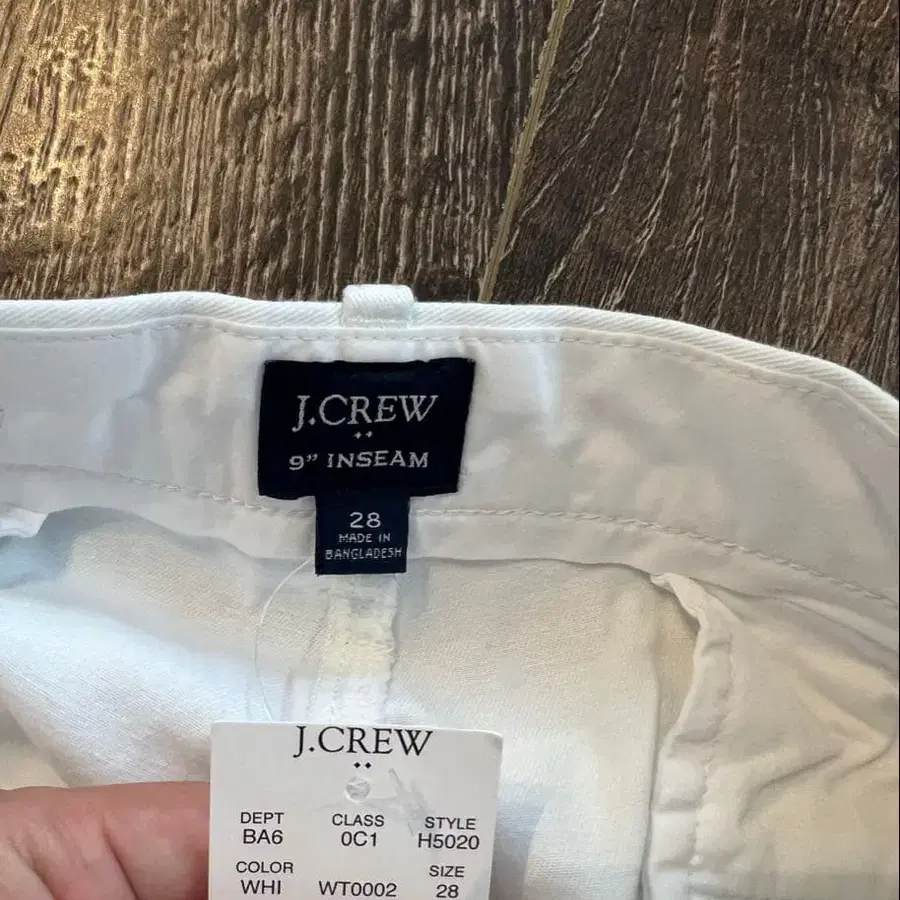 J.CREW
9" INSEAM
28
MADE IN
BANGLADESH
J.CREW
DEPT CLASS STYLE
BA6 0C1 H5020
COLOR SIZE
WHI WT0002 28